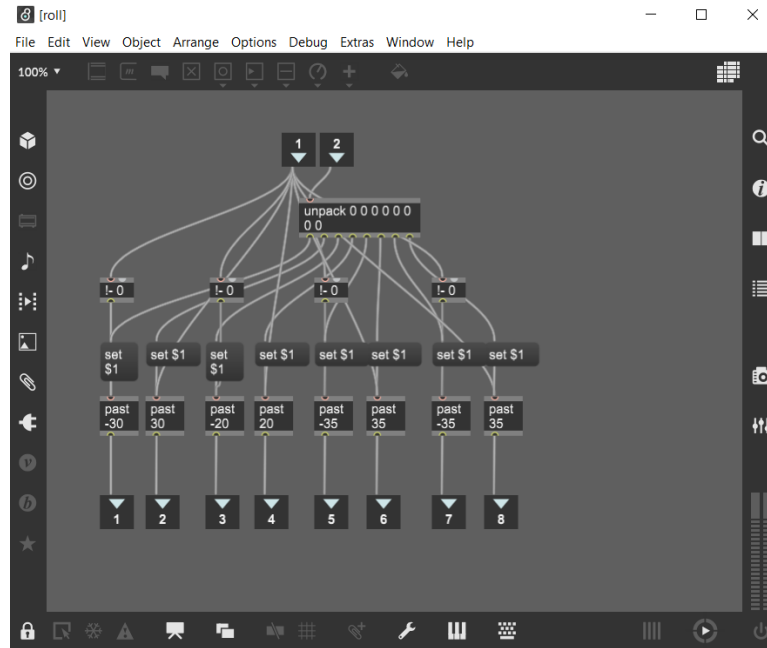 [roll]
File Edit View Object Arrange Options Debug Extras Window Help
100%
1 2
unpack 0 0 0 0 0 0
0 0
!- 0 !- 0 !- 0 !- 0
set
$1
set $1
set
$1
set $1
set $1
set $1
set $1
set $1
past
-30
past
30
past
-20
past
20
past
-35
past
35
past
-35
past
35
1 2 3 4 5 6 7 8